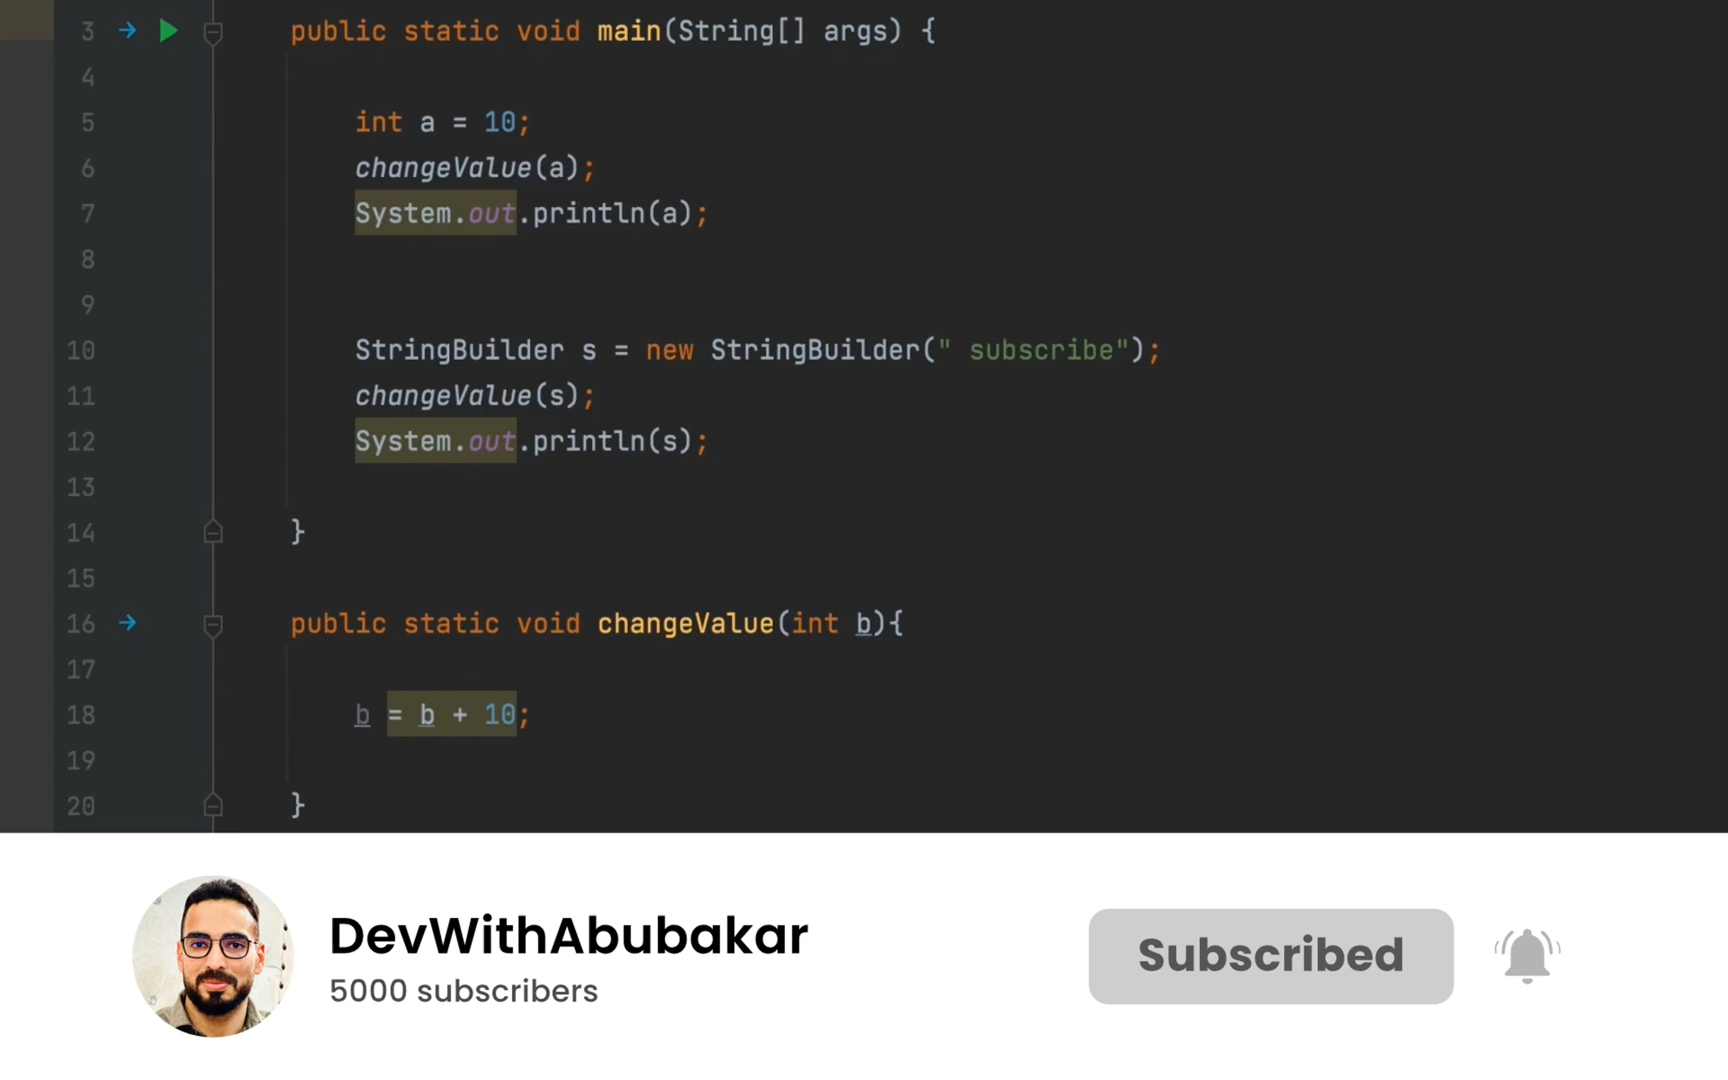 3 public static void main(String[] args) {
4
5 int a = 10;
6 changeValue(a);
7 System.out.println(a);
8
9
10 StringBuilder s = new StringBuilder(" subscribe");
11 changeValue(s);
12 System.out.println(s);
13
14 }
15
16 public static void changeValue(int b){
17
18 b = b + 10;
19
20 }
DevWithAbubakar
5000 subscribers
Subscribed